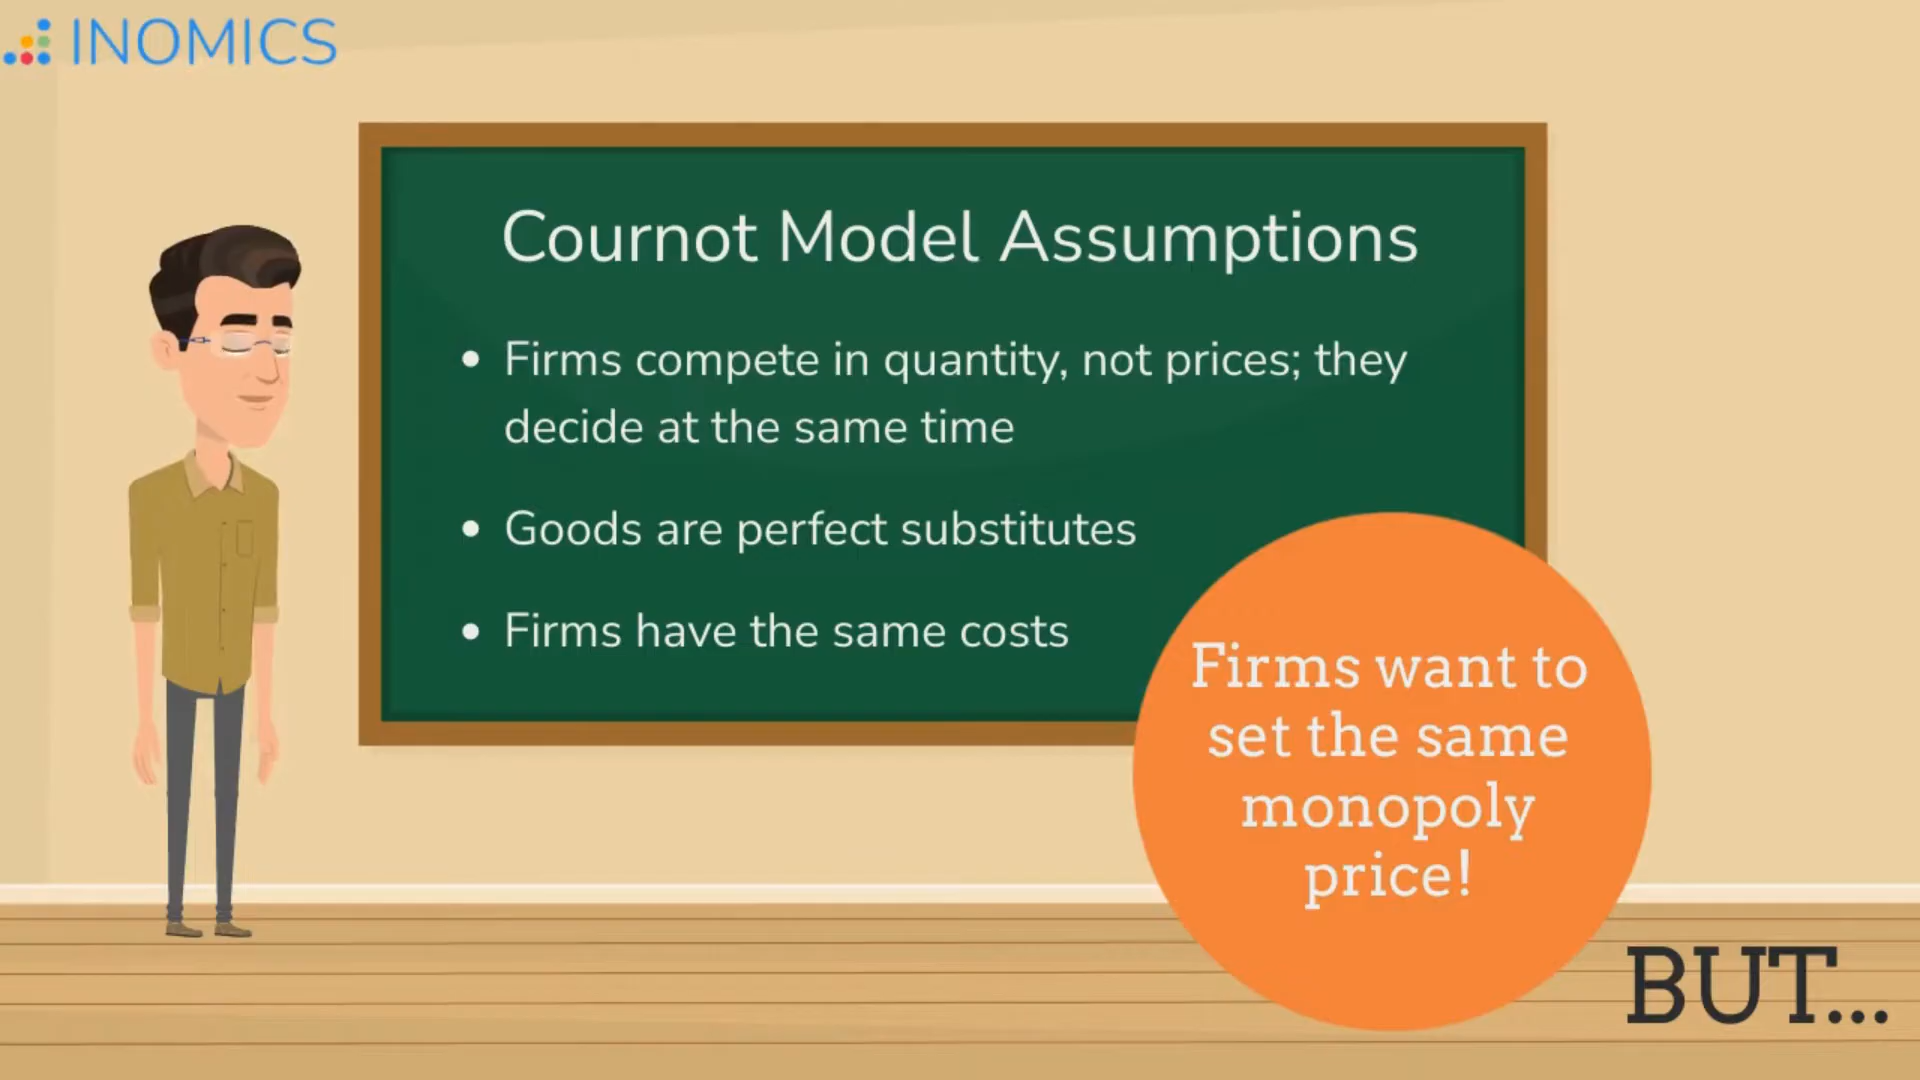 INOMICS
Cournot Model Assumptions
• Firms compete in quantity, not prices; they
decide at the same time
• Goods are perfect substitutes
• Firms have the same costs
Firms want to
set the same
monopoly
price!
BUT...